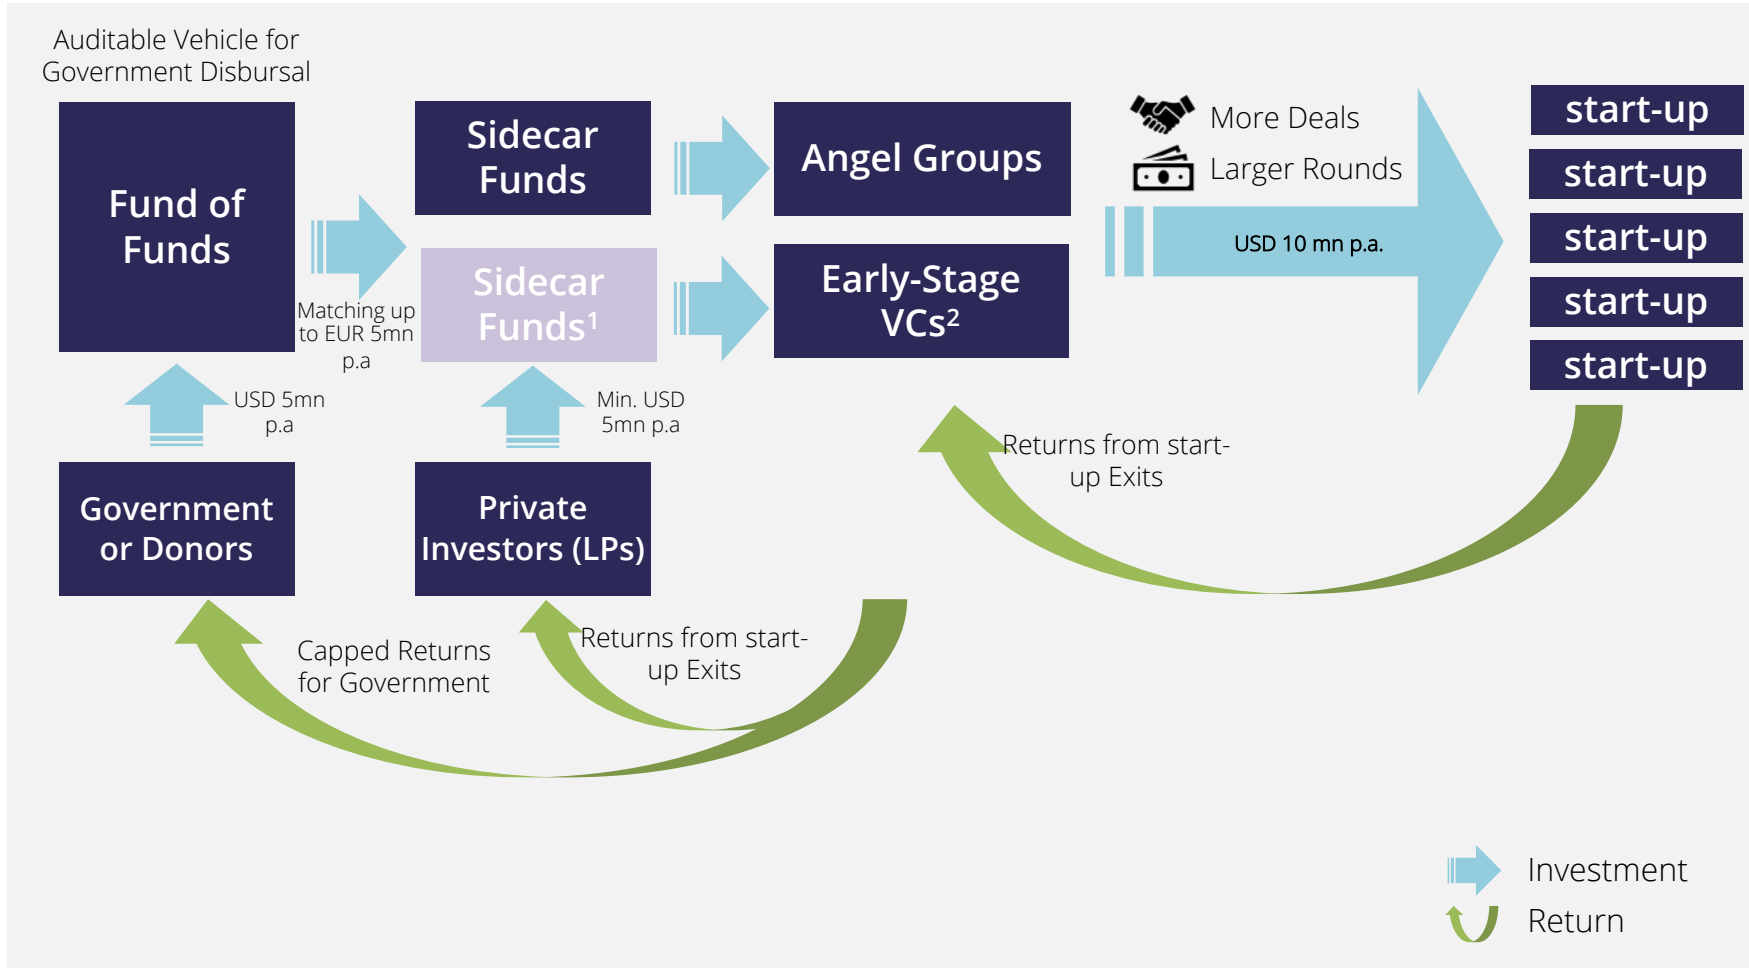 Auditable Vehicle for
Government Disbursal
Fund of
Funds
Sidecar
Funds
Angel Groups
More Deals
Larger Rounds
USD 10 mn p.a.
start-up
start-up
start-up
start-up
start-up
Matching up
to EUR 5mn
p.a
Sidecar
Funds¹
Early-Stage
VCs²
USD 5mn
p.a
Min. USD
5mn p.a
Government
or Donors
Private
Investors (LPs)
Returns from start-
up Exits
Capped Returns
for Government
Returns from start-
up Exits
Investment
Return